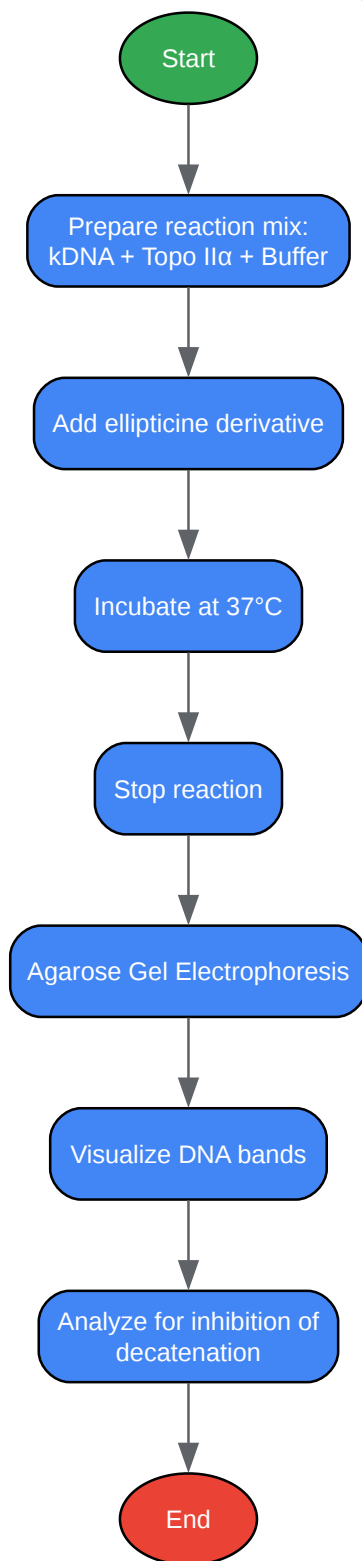 Start
Prepare reaction mix:
kDNA + Topo IIα + Buffer
Add ellipticine derivative
Incubate at 37°C
Stop reaction
Agarose Gel Electrophoresis
Visualize DNA bands
Analyze for inhibition of
decatenation
End